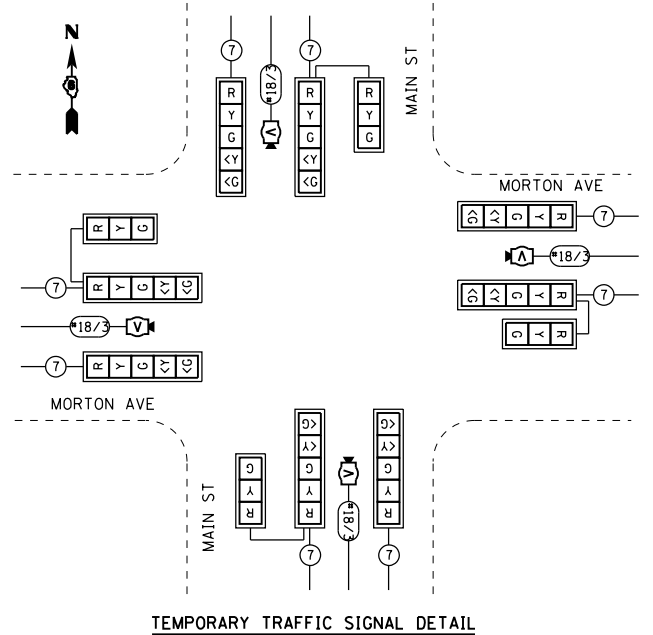 N
7
#18/3
7
R
Y
G
<Y
<G
V
R
Y
G
<Y
<G
R
Y
G
MAIN ST
MORTON AVE
<G <Y G Y R
7
V
#18/3
<G <Y G Y R
7
G Y R
R Y G
7
R Y G <Y <G
#18/3
V
7
R Y G <Y <G
MORTON AVE
MAIN ST
G
Y
R
<G
<Y
G
Y
R
7
V
#18/3
<G
<Y
G
Y
R
7
TEMPORARY TRAFFIC SIGNAL DETAIL